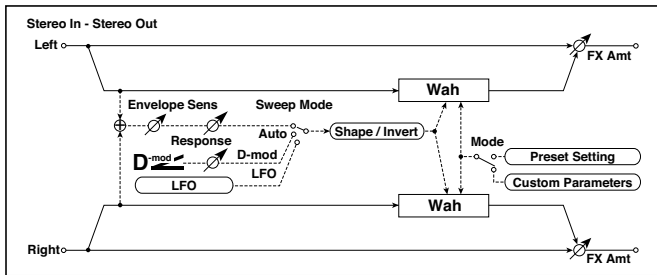 Stereo In - Stereo Out
Left
FX Amt
Wah
Envelope Sens
Sweep Mode
Auto
Shape / Invert
Response
D-mod
D-mod
Mode
Preset Setting
LFO
LFO
Custom Parameters
Wah
Right
FX Amt